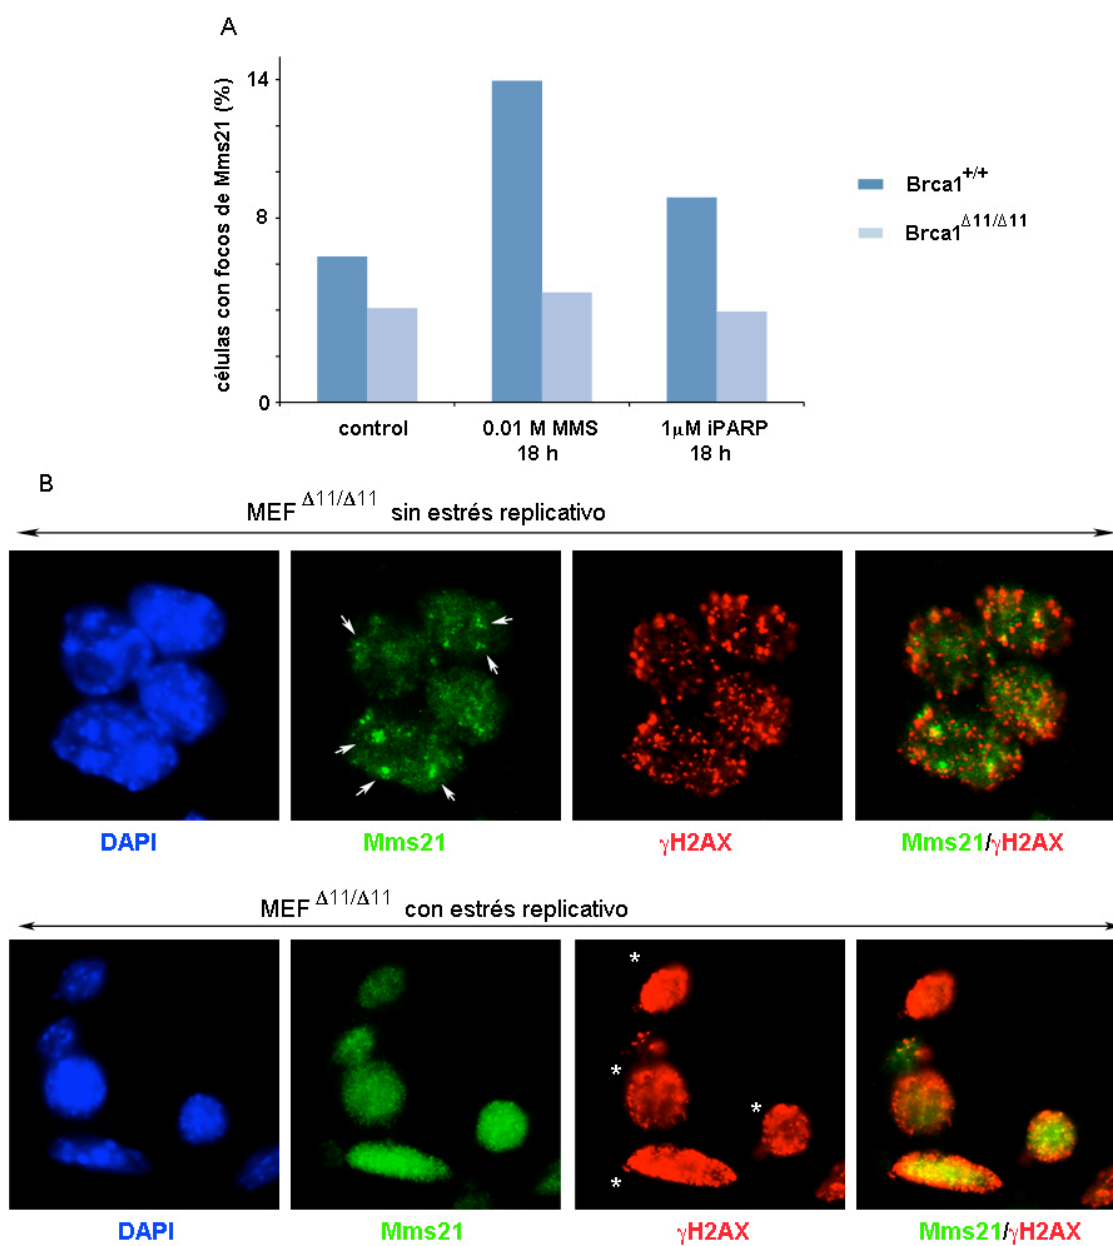 A
células con focos de Mms21 (%)
14
8
0
control
0.01 M MMS
18 h
1μM iPARP
18 h
Brca1+/+
Brca1Δ11/Δ11
B
MEF Δ11/Δ11 sin estrés replicativo
DAPI
Mms21
γH2AX
Mms21/γH2AX
MEF Δ11/Δ11 con estrés replicativo
*
*
*
*
DAPI
Mms21
γH2AX
Mms21/γH2AX